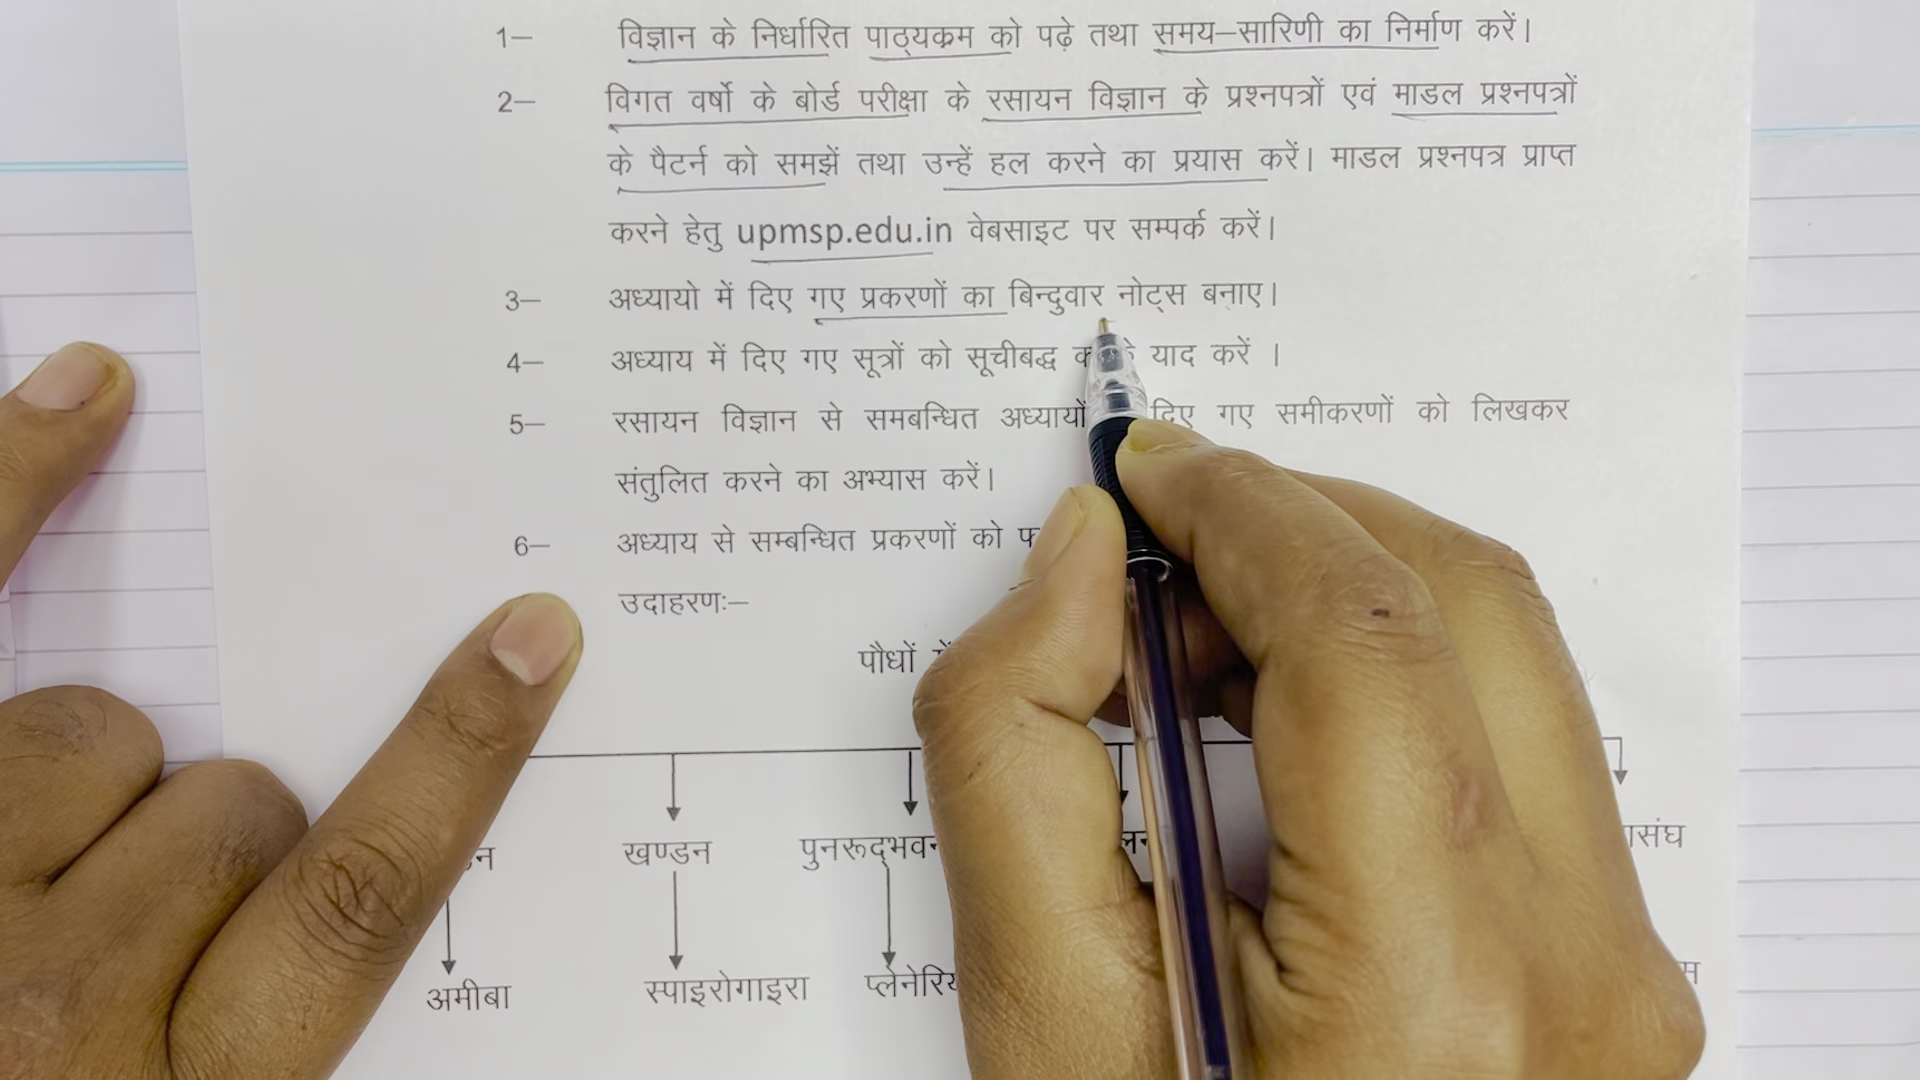 1— विज्ञान के निर्धारित पाठ्यकम को पढ़े तथा समय–सारिणी का निर्माण करें।
2— विगत वर्षो के बोर्ड परीक्षा के रसायन विज्ञान के प्रश्नपत्रों एवं माडल प्रश्नपत्रों
के पैटर्न को समझें तथा उन्हें हल करने का प्रयास करें। माडल प्रश्नपत्र प्राप्त
करने हेतु upmsp.edu.in वेबसाइट पर सम्पर्क करें।
3— अध्यायो में दिए गए प्रकरणों का बिन्दुवार नोट्स बनाए।
4— अध्याय में दिए गए सूत्रों को सूचीबद्ध याद करें ।
5— रसायन विज्ञान से समबन्धित अध्यायों दिए गए समीकरणों को लिखकर
संतुलित करने का अभ्यास करें।
6— अध्याय से सम्बन्धित प्रकरणों को
उदाहरणः—
पौधों
खण्डन पुनरूद्भवन
अमीबा स्पाइरोगाइरा